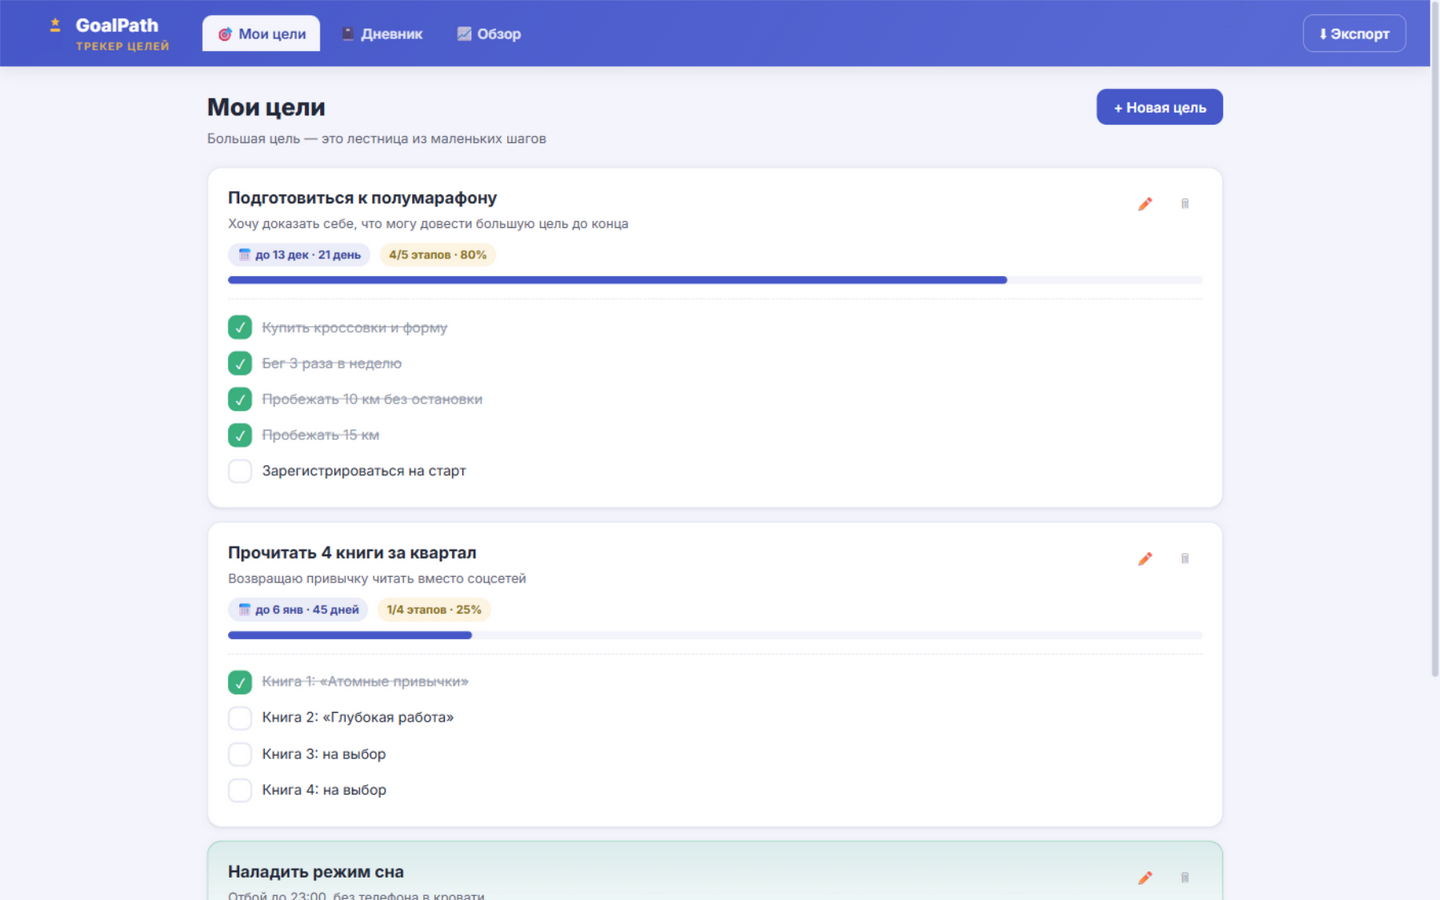 GoalPath
ТРЕКЕР ЦЕЛЕЙ
Мои цели
Дневник
Обзор
Экспорт
Мои цели
+ Новая цель
Большая цель — это лестница из маленьких шагов
Подготовиться к полумарафону
Хочу доказать себе, что могу довести большую цель до конца
до 13 дек · 21 день
4/5 этапов · 80%
Купить кроссовки и форму
Бег 3 раза в неделю
Пробежать 10 км без остановки
Пробежать 15 км
Зарегистрироваться на старт
Прочитать 4 книги за квартал
Возвращаю привычку читать вместо соцсетей
до 6 янв · 45 дней
1/4 этапов · 25%
Книга 1: «Атомные привычки»
Книга 2: «Глубокая работа»
Книга 3: на выбор
Книга 4: на выбор
Наладить режим сна
Отбой до 23:00, без телефона в кровати